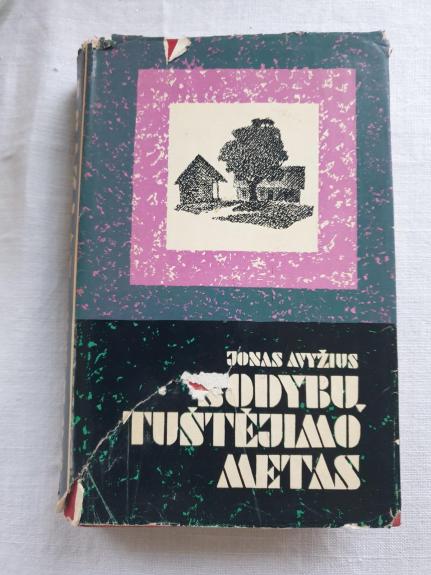 JONAS AVYŽIUS
SODYBŲ
TUŠTĖJIMO
METAS